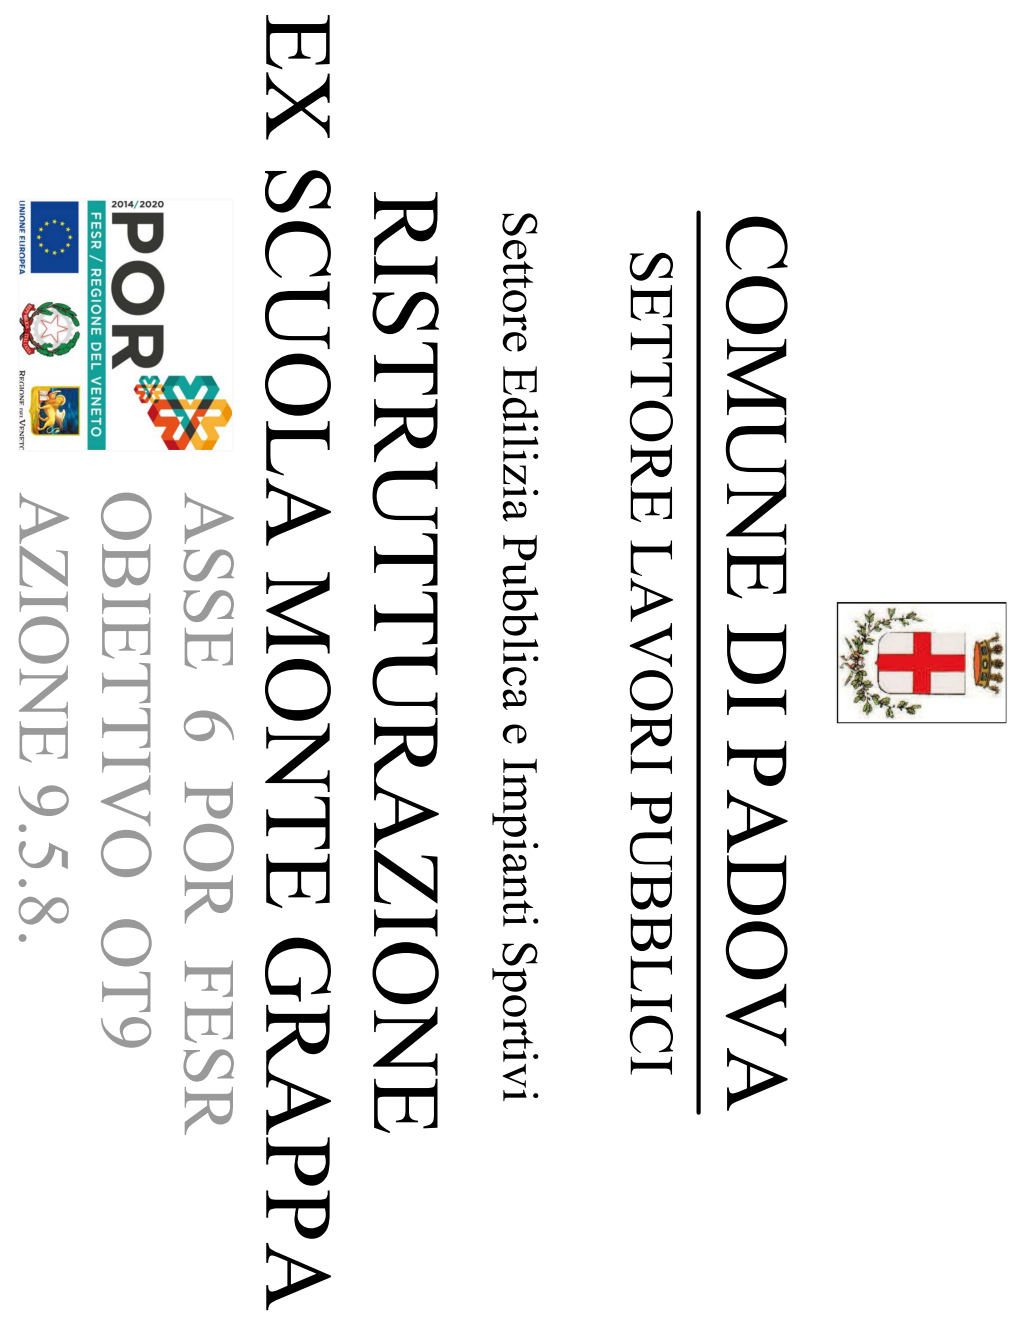 COMUNE DI PADOVA
SETTORE LAVORI PUBBLICI
Settore Edilizia Pubblica e Impianti Sportivi
RISTRUTTURAZIONE
EX SCUOLA MONTE GRAPPA
2014/2020
POR
FESR / REGIONE DEL VENETO
UNIONE EUROPEA
REGIONE DEL VENETO
ASSE 6 POR FESR
OBIETTIVO OT9
AZIONE 9.5.8.